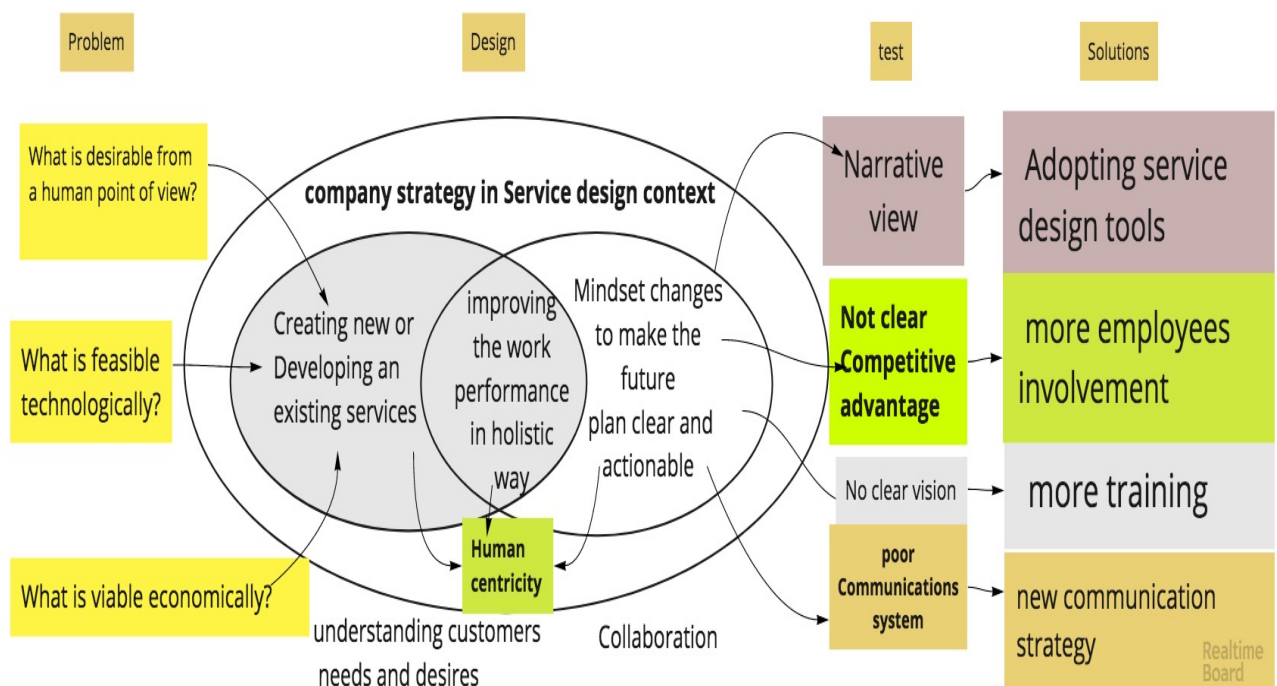 Problem
Design
test
Solutions
What is desirable from
a human point of view?
What is feasible
technologically?
What is viable economically?
company strategy in Service design context
Creating new or
Developing an
existing services
improving
the work
performance
in holistic
way
Mindset changes
to make the
future
plan clear and
actionable
Human
centricity
understanding customers
needs and desires
Collaboration
Narrative
view
Not clear
Competitive
advantage
No clear vision
poor
Communications
system
Adopting service
design tools
more employees
involvement
more training
new communication
strategy
Realtime
Board